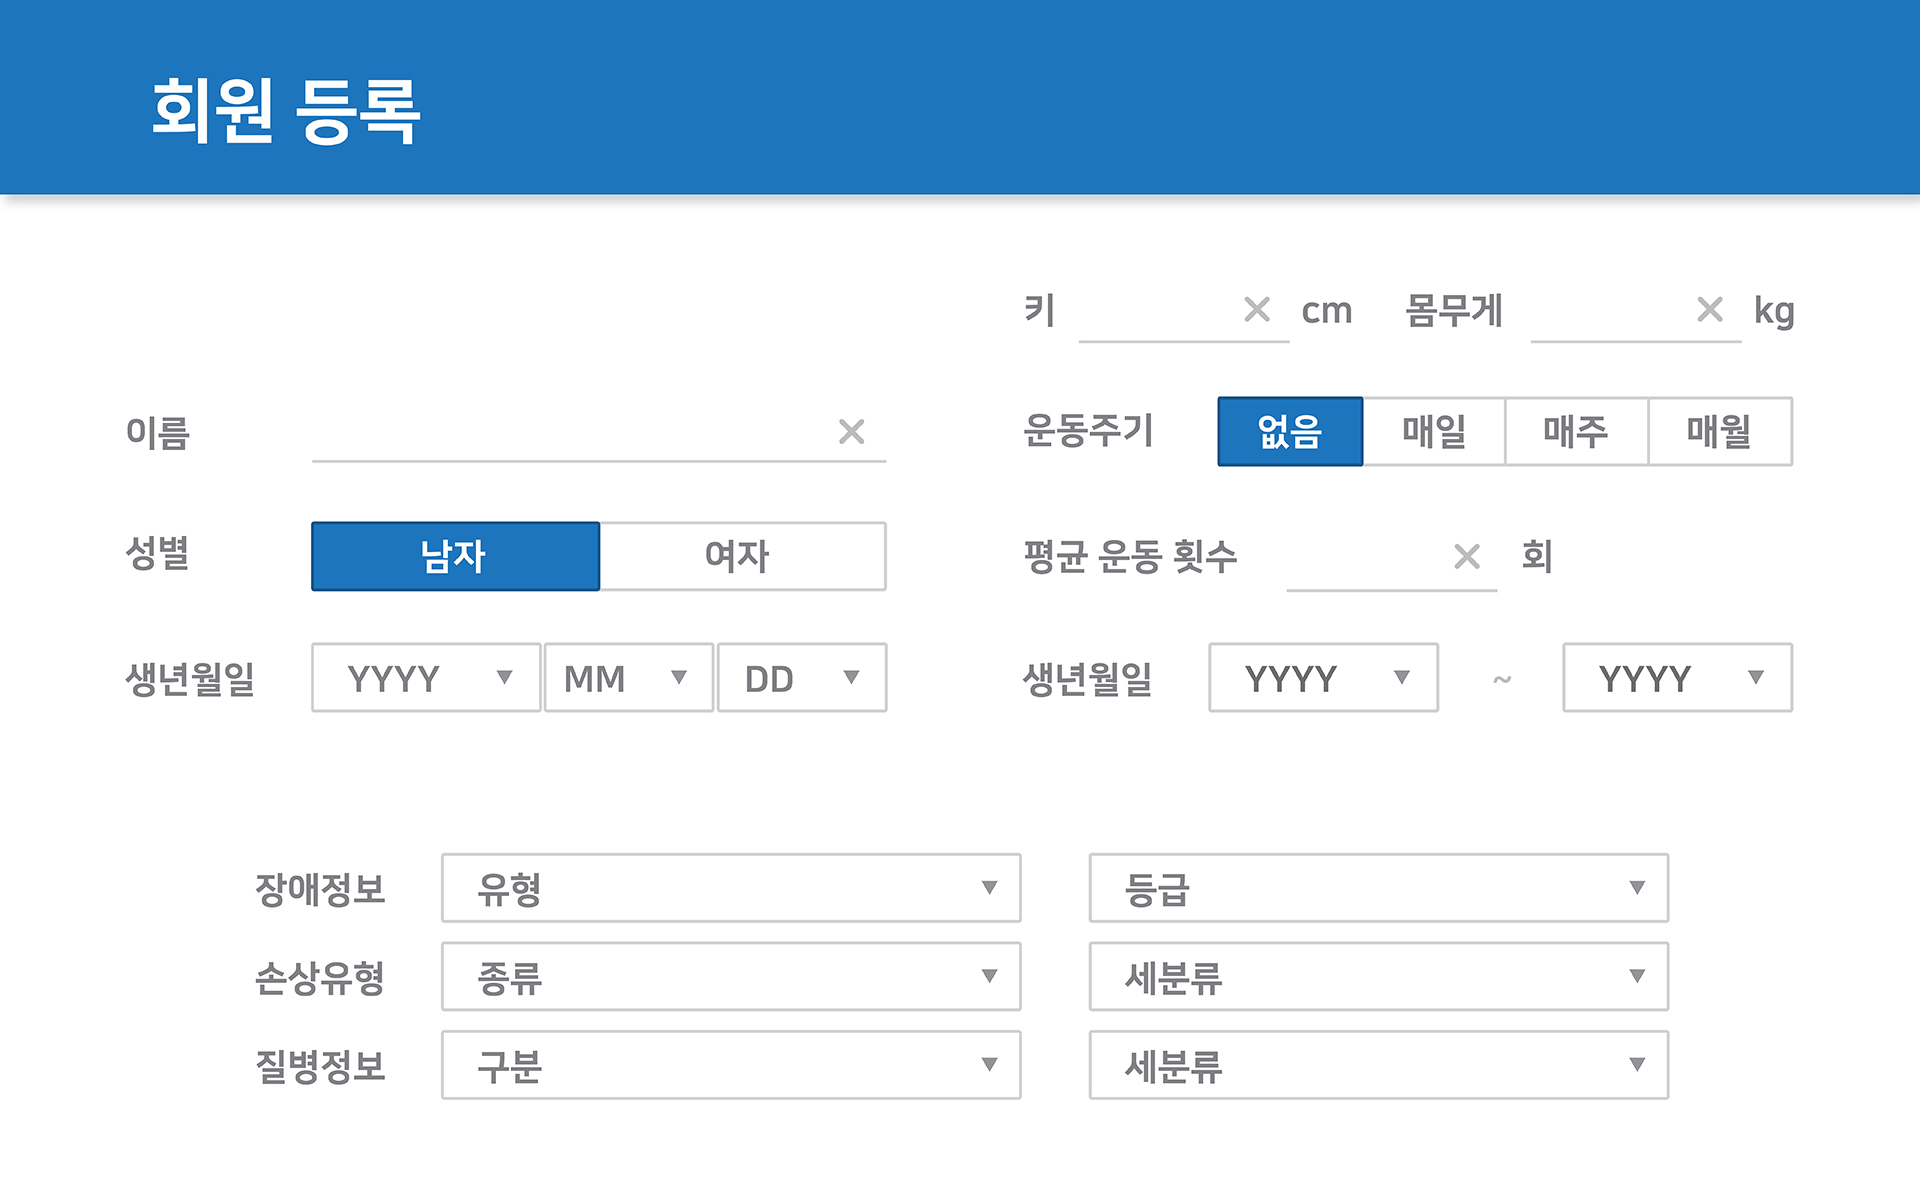 회원 등록
키 cm 몸무게 kg
이름
운동주기 없음 매일 매주 매월
성별 남자 여자
평균 운동 횟수 회
생년월일 YYYY MM DD
생년월일 YYYY ~ YYYY
장애정보 유형 등급
손상유형 종류 세분류
질병정보 구분 세분류